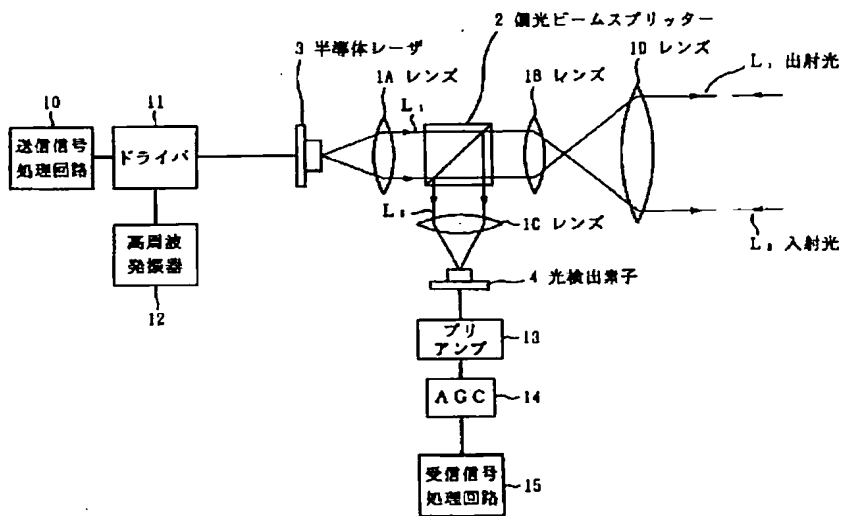 2 偏光ビームスプリッター
3 半導体レーザ
1A レンズ
1B レンズ
1D レンズ
L₁ 出射光
L₁
10
11
送信信号
処理回路
ドライバ
高周波
発振器
12
L₂
1C レンズ
L₂ 入射光
4 光検出素子
プリ
アンプ
13
AGC
14
受信信号
処理回路
15